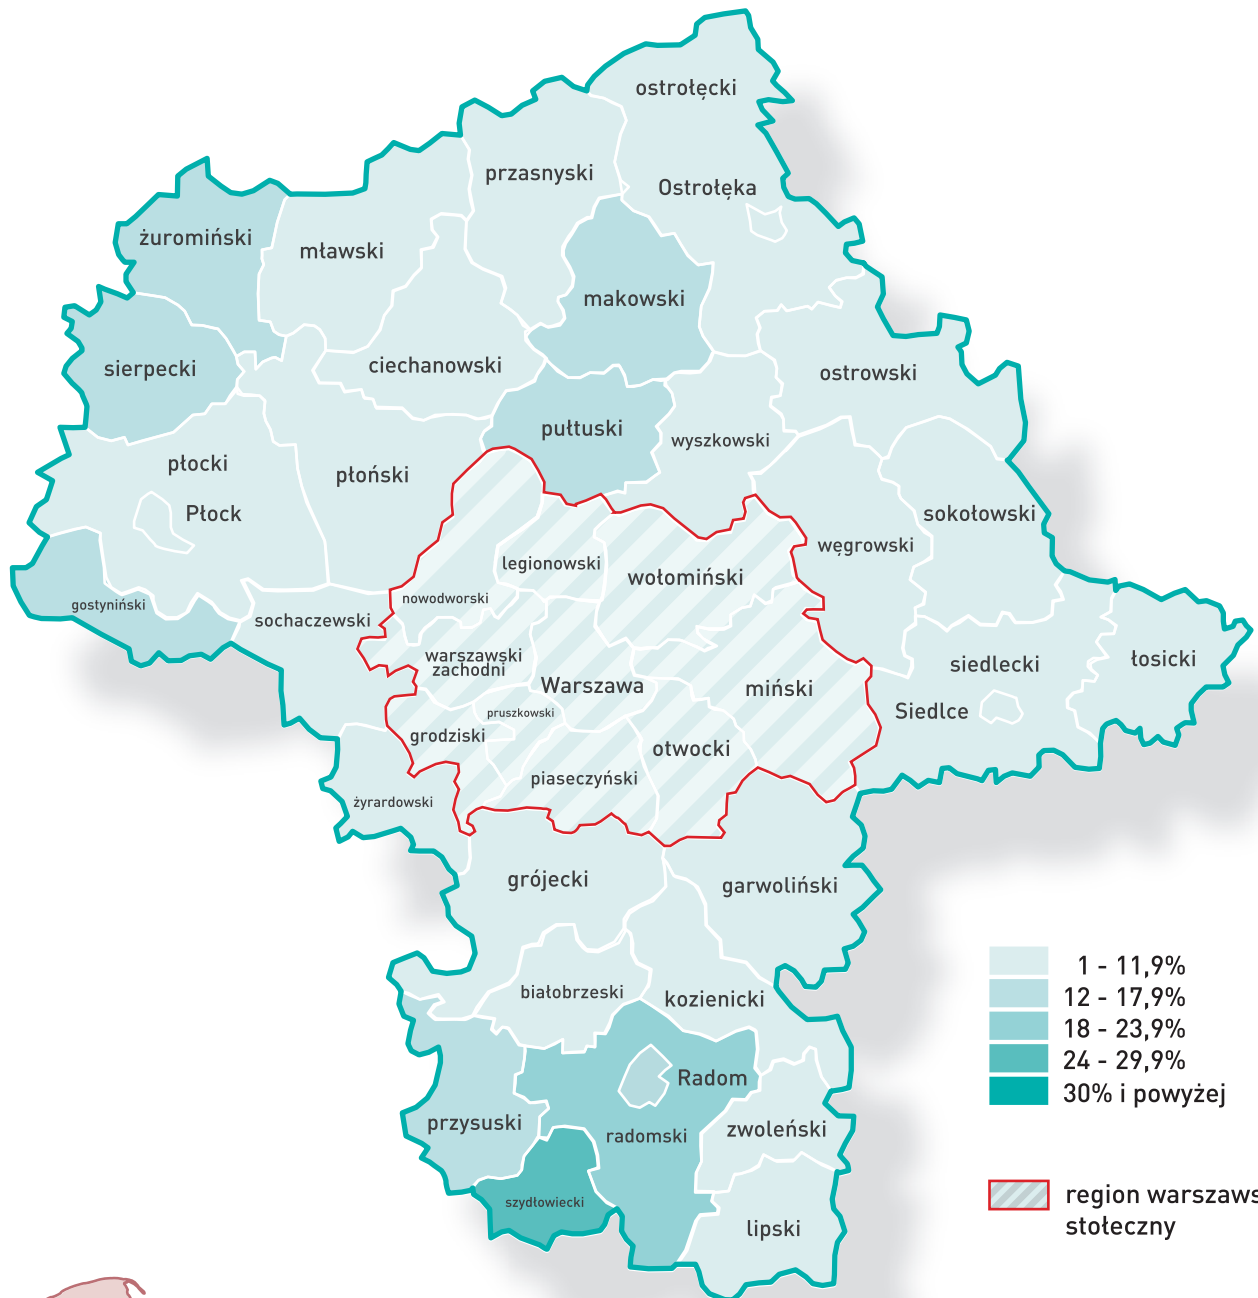 ostrołęcki
przasnyski
Ostrołęka
żuromiński
mławski
makowski
sierpecki
ciechanowski
ostrowski
pułtuski
wyszkowski
płocki
płoński
Płock
sokołowski
węgrowski
legionowski
wołomiński
nowodworski
gostyniński
sochaczewski
warszawski
zachodni
siedlecki
łosicki
Warszawa
miński
Siedlce
pruszkowski
grodziski
otwocki
piaseczyński
żyrardowski
grójecki
garwoliński
białobrzeski
kozienicki
Radom
przysuski
radomski
zwoleński
szydłowiecki
lipski
1 - 11,9%
12 - 17,9%
18 - 23,9%
24 - 29,9%
30% i powyżej
region warszaws
stołeczny